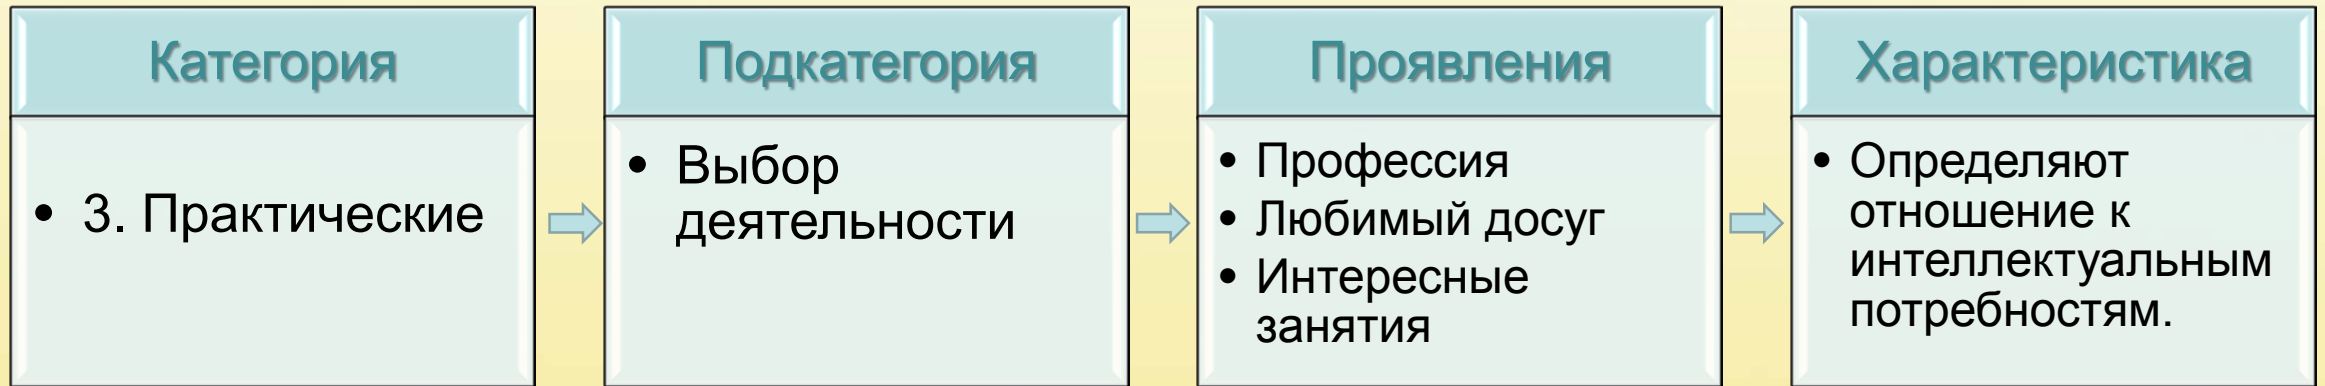 Категория
• 3. Практические
Подкатегория
• Выбор
деятельности
Проявления
• Профессия
• Любимый досуг
• Интересные
занятия
Характеристика
• Определяют
отношение к
интеллектуальным
потребностям.